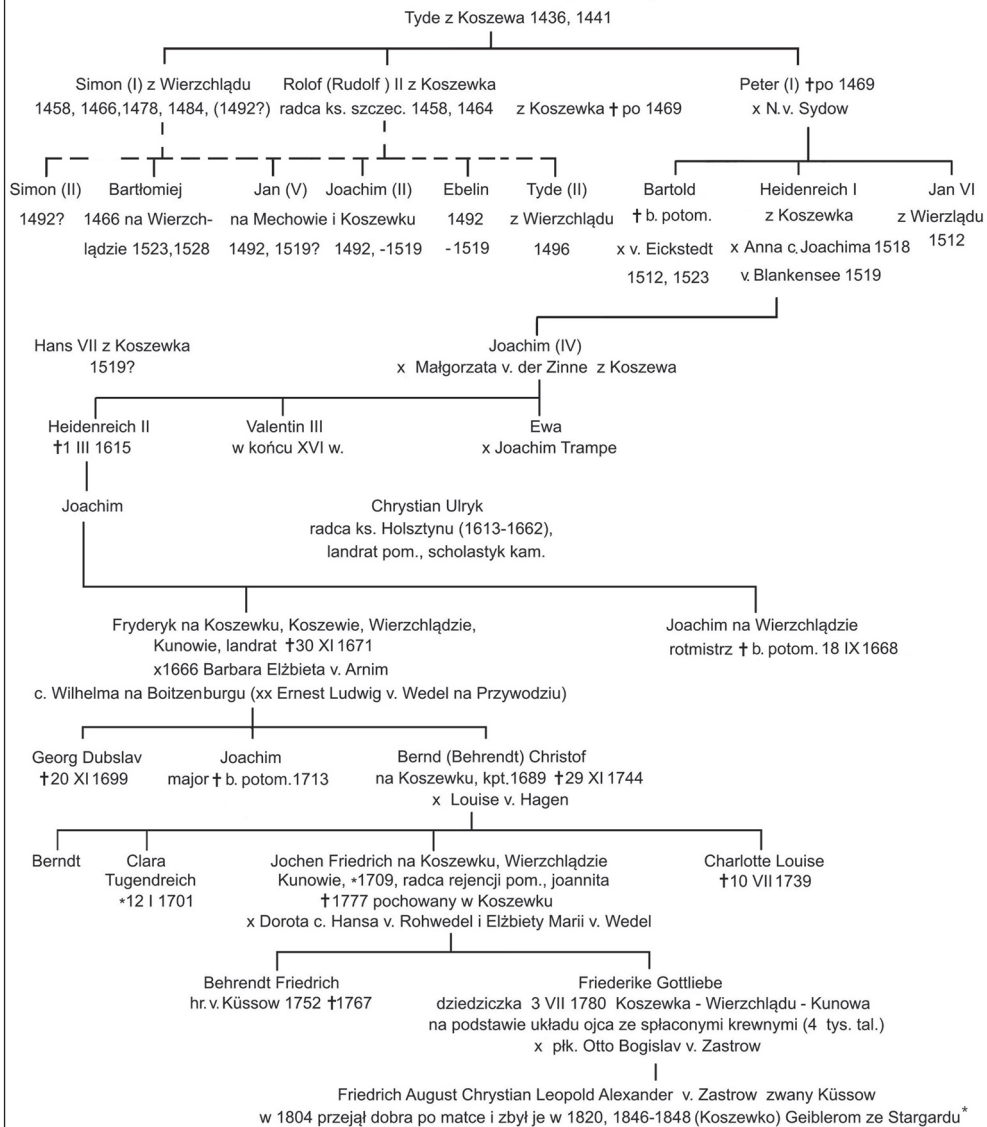 Tyde z Koszewa 1436, 1441
Simon (I) z Wierzchlądu
1458, 1466,1478, 1484, (1492?)
Rolof (Rudolf ) II z Koszewka
radca ks. szczec. 1458, 1464
z Koszewka ✝ po 1469
Peter (I) ✝po 1469
x N.v. Sydow
Simon (II)
1492?
Bartłomiej
1466 na Wierzch-
lądzie 1523,1528
Jan (V) Joachim (II)
na Mechowie i Koszewku
1492, 1519? 1492, -1519
Ebelin
1492
-1519
Tyde (II)
z Wierzchlądu
1496
Bartold
✝ b. potom.
x v. Eickstedt
1512, 1523
Heidenreich I
z Koszewka
x Anna c. Joachima 1518
v. Blankensee 1519
Jan VI
z Wierzlądu
1512
Hans VII z Koszewka
1519?
Joachim (IV)
x Małgorzata v. der Zinne z Koszewa
Heidenreich II
✝1 III 1615
Valentin III
w końcu XVI w.
Ewa
x Joachim Trampe
Joachim
Chrystian Ulryk
radca ks. Holsztynu (1613-1662),
landrat pom., scholastyk kam.
Fryderyk na Koszewku, Koszewie, Wierzchlądzie,
Kunowie, landrat ✝30 XI 1671
x1666 Barbara Elżbieta v. Arnim
c. Wilhelma na Boitzenburgu (xx Ernest Ludwig v. Wedel na Przywodziu)
Joachim na Wierzchlądzie
rotmistrz ✝ b. potom. 18 IX 1668
Georg Dubslav
✝20 XI 1699
Joachim
major ✝ b. potom.1713
Bernd (Behrendt) Christof
na Koszewku, kpt.1689 ✝29 XI 1744
x Louise v. Hagen
Berndt
Clara
Tugendreich
*12 I 1701
Jochen Friedrich na Koszewku, Wierzchlądzie
Kunowie, *1709, radca rejencji pom., joannita
✝1777 pochowany w Koszewku
x Dorota c. Hansa v. Rohwedel i Elżbiety Marii v. Wedel
Charlotte Louise
✝10 VII 1739
Behrendt Friedrich
hr. v. Küssow 1752 ✝1767
Friederike Gottliebe
dziedziczka 3 VII 1780 Koszewka - Wierzchlądu - Kunowa
na podstawie układu ojca ze spłaconymi krewnymi (4 tys. tal.)
x płk. Otto Bogislav v. Zastrow
Friedrich August Chrystian Leopold Alexander v. Zastrow zwany Küssow
w 1804 przejął dobra po matce i zbył je w 1820, 1846-1848 (Koszewko) Geiblerom ze Stargardu*